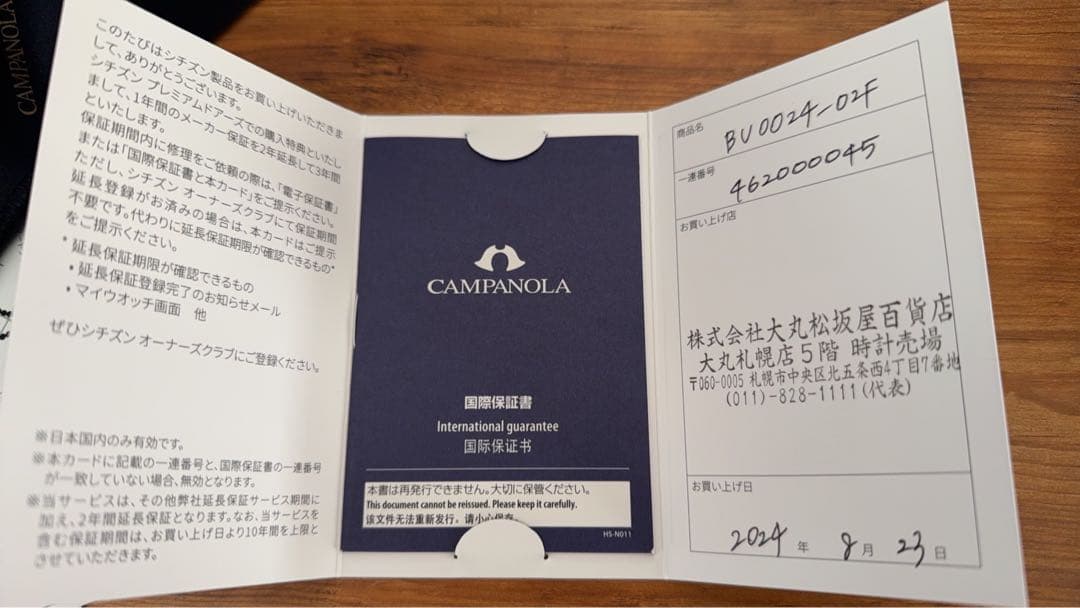 CAMPANOLA
このたびはシチズン製品をお買い上げいただきま
して、ありがとうございます。
シチズン プレミアムドアーズでの購入特典といたし
まして、1年間のメーカー保証を2年延長して3年間
といたします。
保証期間内に修理をご依頼の際は、「電子保証書」
または「国際保証書と本カード」をご提示ください。
ただし、シチズン オーナーズクラブにて保証期間
延長登録がお済みの場合は、本カードはご提示
不要です。代わりに延長保証期限が確認できるもの*
をご提示ください。
* 延長保証期限が確認できるもの
・延長保証登録完了のお知らせメール
・マイウオッチ画面 他
ぜひシチズン オーナーズクラブにご登録ください。
※日本国内のみ有効です。
※本カードに記載の一連番号と、国際保証書の一連番号
が一致していない場合、無効となります。
※当サービスは、その他弊社延長保証サービス期間に
加え、2年間延長保証となります。なお、当サービスを
含む保証期間は、お買い上げ日より10年間を上限と
させていただきます。
CAMPANOLA
国際保証書
International guarantee
国际保证书
本書は再発行できません。大切に保管ください。
This document cannot be reissued. Please keep it carefully.
该文件无法重新发行。请小心保存
HS-N011
商品名 BU0024-02F
一連番号 462000045
お買い上げ店
株式会社大丸松坂屋百貨店
大丸札幌店5階 時計売場
〒060-0005 札幌市中央区北五条西4丁目7番地
(011)-828-1111(代表)
お買い上げ日
2024 年 8 月 23 日